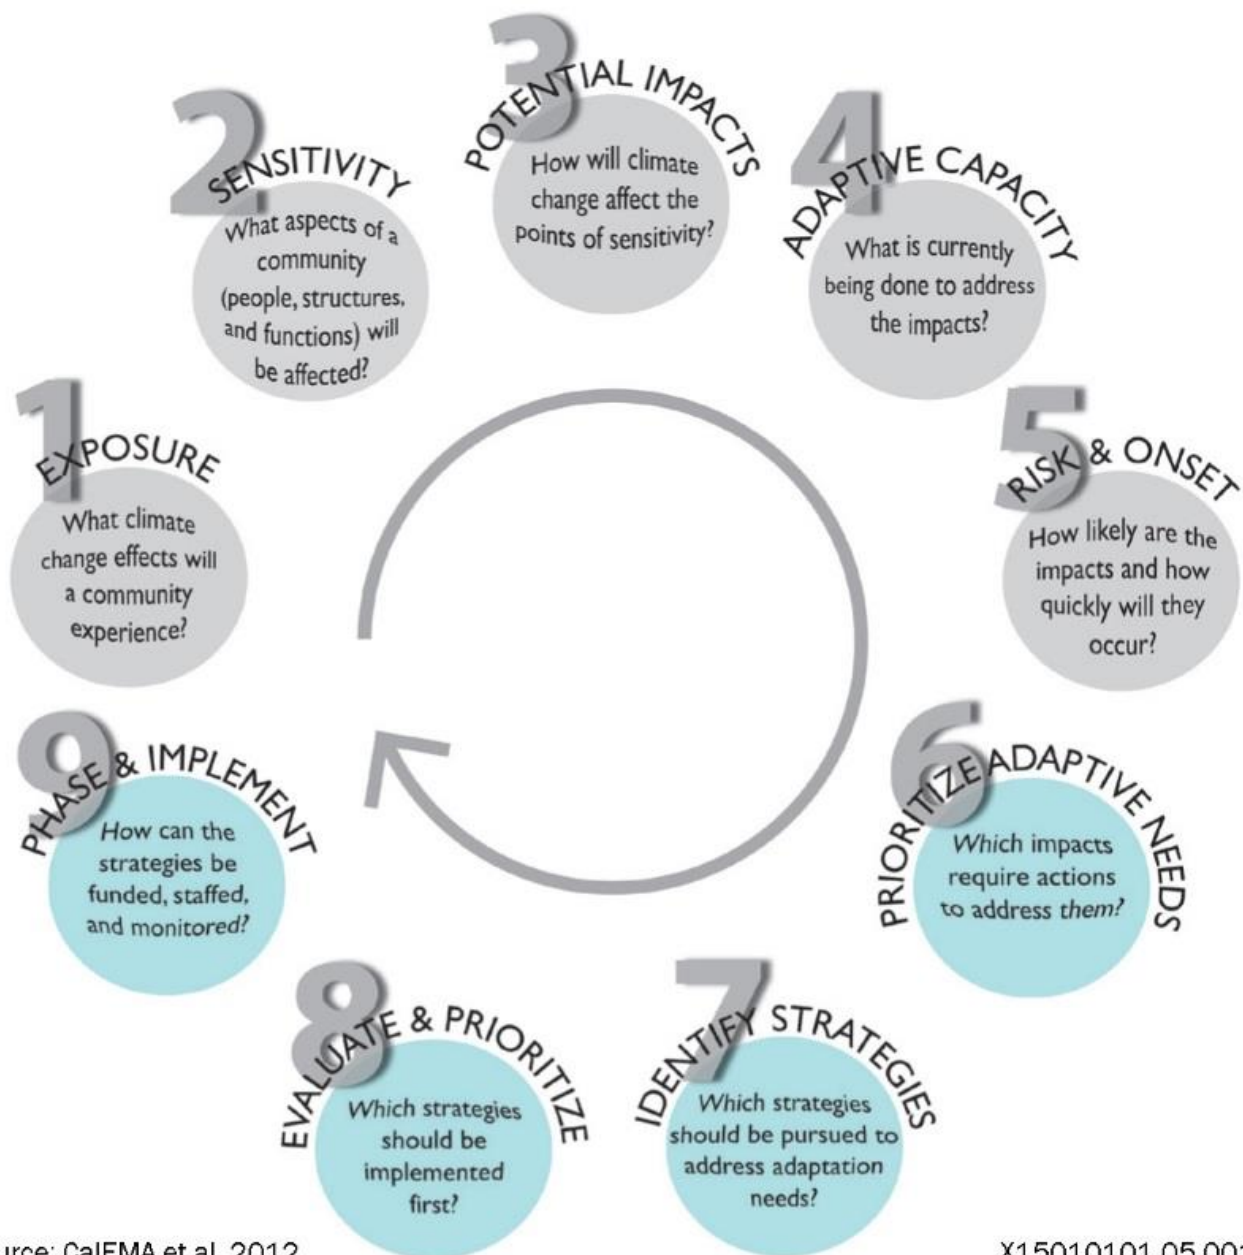 1
EXPOSURE
What climate
change effects will
a community
experience?
2
SENSITIVITY
What aspects of a
community
(people, structures,
and functions) will
be affected?
3
POTENTIAL IMPACTS
How will climate
change affect the
points of sensitivity?
4
ADAPTIVE CAPACITY
What is currently
being done to address
the impacts?
5
RISK & ONSET
How likely are the
impacts and how
quickly will they
occur?
6
PRIORITIZE ADAPTIVE NEEDS
Which impacts
require actions
to address them?
7
IDENTIFY STRATEGIES
Which strategies
should be pursued to
address adaptation
needs?
8
EVALUATE & PRIORITIZE
Which strategies
should be
implemented
first?
9
PHASE & IMPLEMENT
How can the
strategies be
funded, staffed,
and monitored?
urce: CalEMA et al. 2012
X15010101 05 001